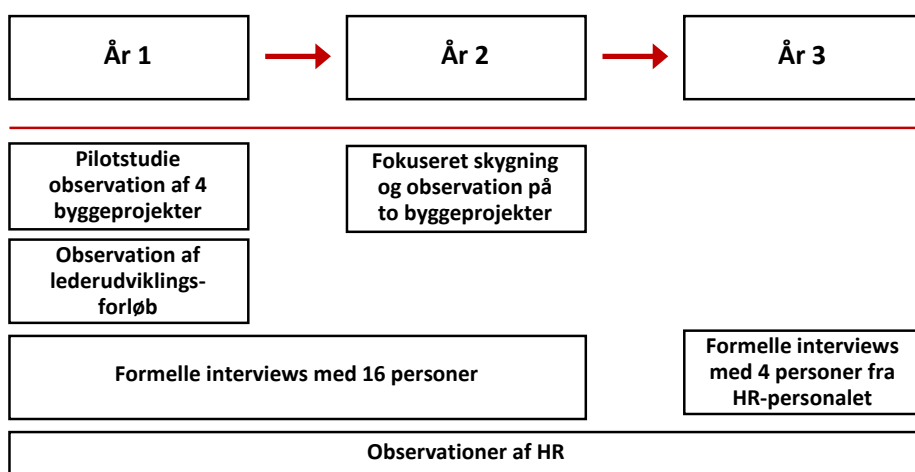 År 1
År 2
År 3
Pilotstudie
observation af 4
byggeprojekter
Fokuseret skygning
og observation på
to byggeprojekter
Observation af
lederudviklings-
forløb
Formelle interviews med 16 personer
Formelle interviews
med 4 personer fra
HR-personalet
Observationer af HR